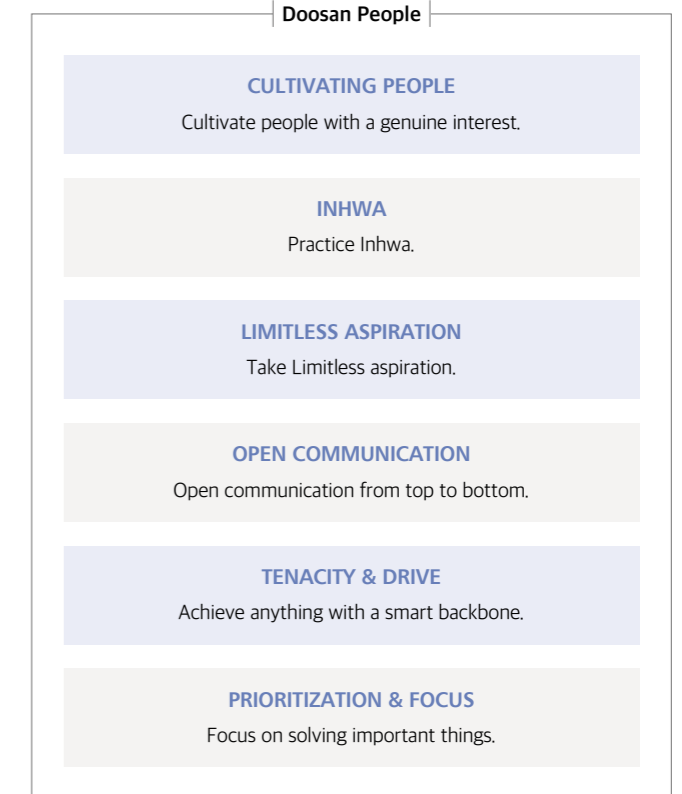 Doosan People
CULTIVATING PEOPLE
Cultivate people with a genuine interest.
INHWA
Practice Inhwa.
LIMITLESS ASPIRATION
Take Limitless aspiration.
OPEN COMMUNICATION
Open communication from top to bottom.
TENACITY & DRIVE
Achieve anything with a smart backbone.
PRIORITIZATION & FOCUS
Focus on solving important things.